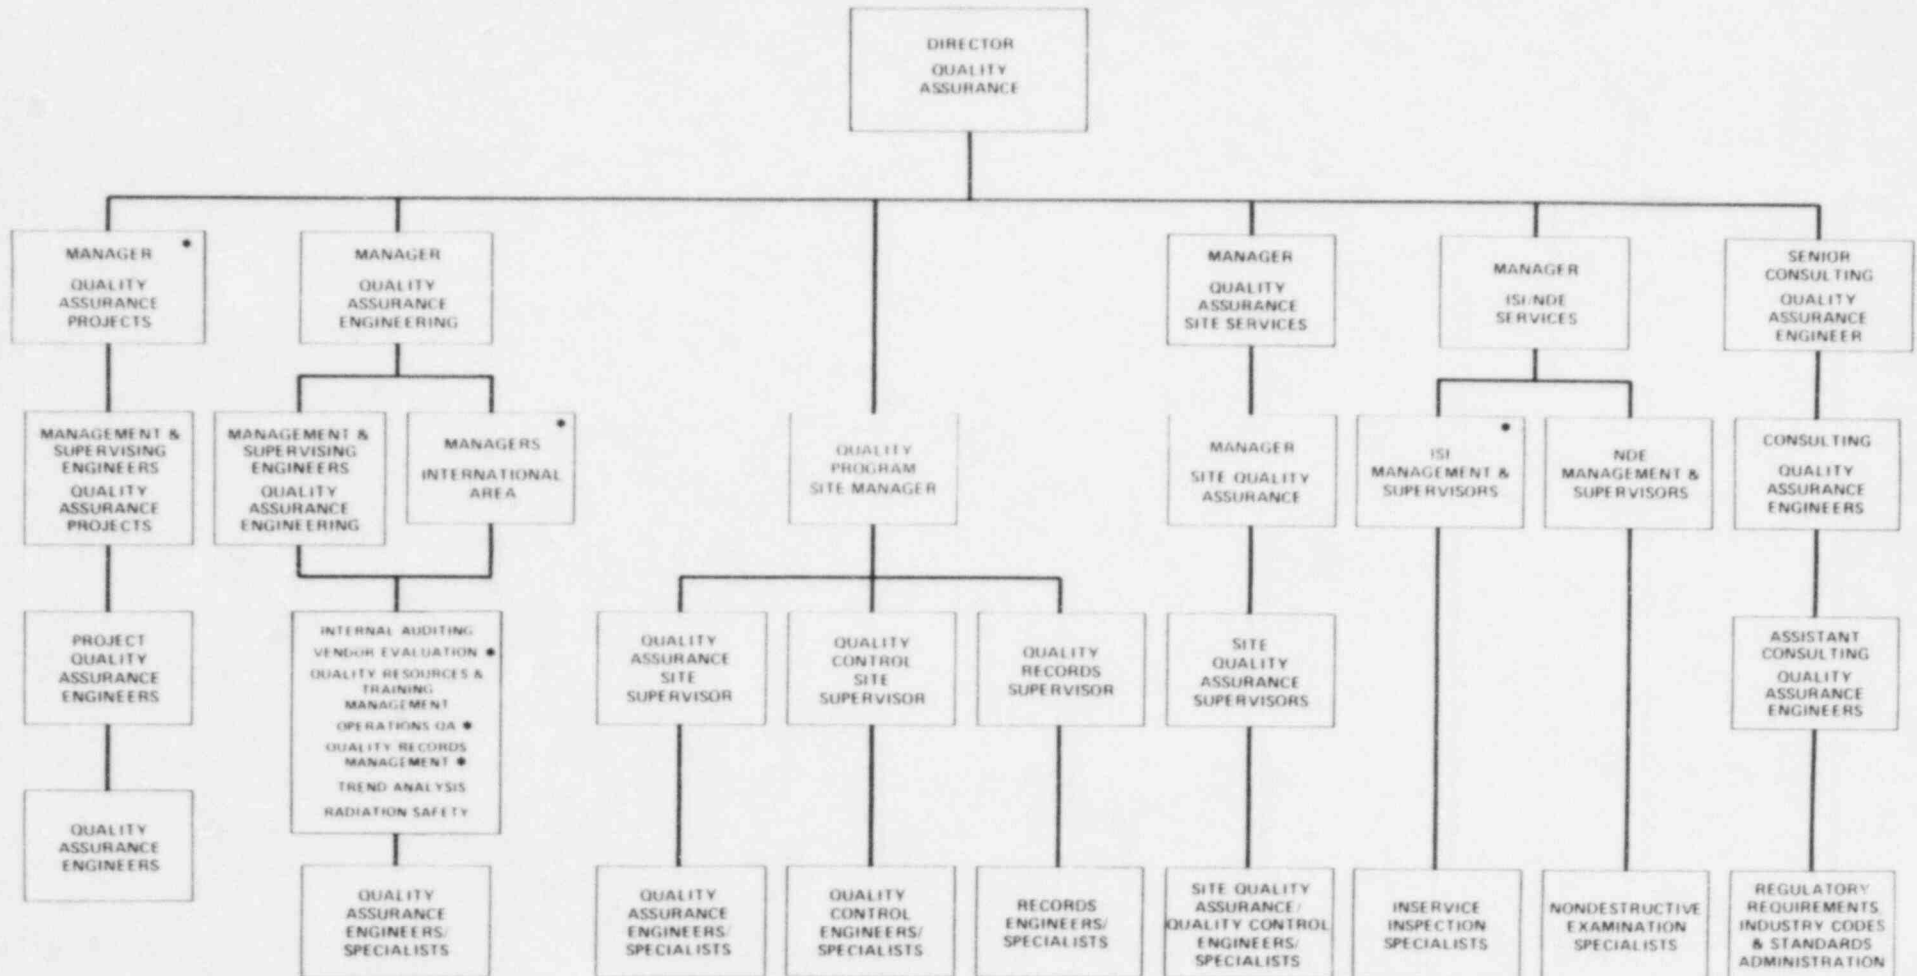 DIRECTOR
QUALITY
ASSURANCE
MANAGER *
QUALITY
ASSURANCE
PROJECTS
MANAGER
QUALITY
ASSURANCE
ENGINEERING
MANAGER
QUALITY
ASSURANCE
SITE SERVICES
MANAGER
ISI/NDE
SERVICES
SENIOR
CONSULTING
QUALITY
ASSURANCE
ENGINEER
MANAGEMENT &
SUPERVISING
ENGINEERS
QUALITY
ASSURANCE
PROJECTS
MANAGEMENT &
SUPERVISING
ENGINEERS
QUALITY
ASSURANCE
ENGINEERING
*
MANAGERS
INTERNATIONAL
AREA
QUALITY
PROGRAM
SITE MANAGER
MANAGER
SITE QUALITY
ASSURANCE
*
ISI
MANAGEMENT &
SUPERVISORS
NDE
MANAGEMENT &
SUPERVISORS
CONSULTING
QUALITY
ASSURANCE
ENGINEERS
PROJECT
QUALITY
ASSURANCE
ENGINEERS
INTERNAL AUDITING
VENDOR EVALUATION *
QUALITY RESOURCES &
TRAINING
MANAGEMENT
OPERATIONS QA *
QUALITY RECORDS
MANAGEMENT *
TREND ANALYSIS
RADIATION SAFETY
QUALITY
ASSURANCE
SITE
SUPERVISOR
QUALITY
CONTROL
SITE
SUPERVISOR
QUALITY
RECORDS
SUPERVISOR
SITE
QUALITY
ASSURANCE
SUPERVISORS
ASSISTANT
CONSULTING
QUALITY
ASSURANCE
ENGINEERS
QUALITY
ASSURANCE
ENGINEERS
QUALITY
ASSURANCE
ENGINEERS/
SPECIALISTS
QUALITY
ASSURANCE
ENGINEERS/
SPECIALISTS
QUALITY
CONTROL
ENGINEERS/
SPECIALISTS
RECORDS
ENGINEERS/
SPECIALISTS
SITE QUALITY
ASSURANCE/
QUALITY CONTROL
ENGINEERS/
SPECIALISTS
INSERVICE
INSPECTION
SPECIALISTS
NONDESTRUCTIVE
EXAMINATION
SPECIALISTS
REGULATORY
REQUIREMENTS,
INDUSTRY CODES
& STANDARDS
ADMINISTRATION